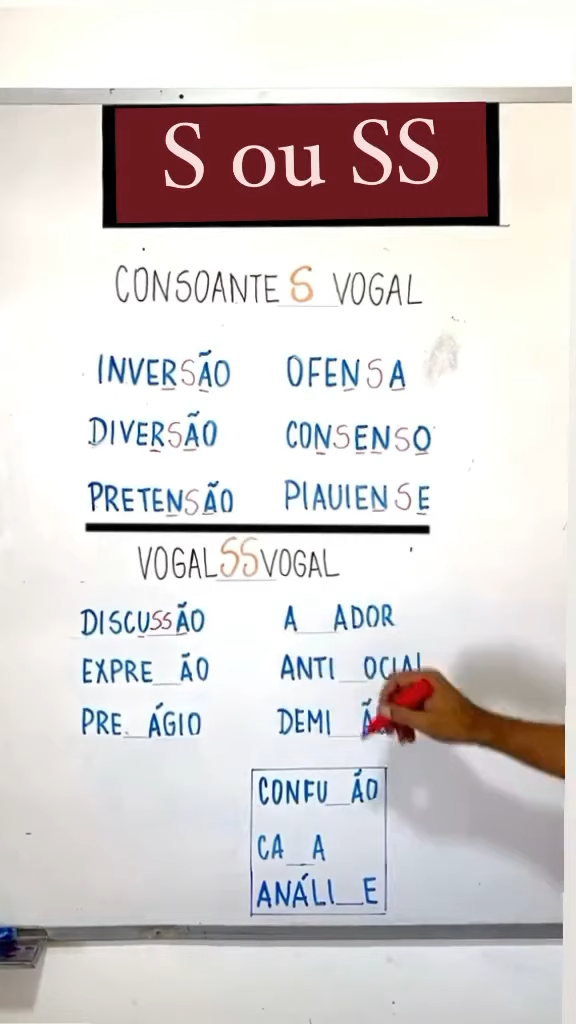 S ou SS
CONSOANTE S VOGAL
INVERSÃO OFENSA
DIVERSÃO CONSENSO
PRETENSÃO PIAUIENSE
VOGAL SS VOGAL
DISCUSSÃO A__ADOR
EXPRE__ÃO ANTI__OCIAL
PRE__ÁGIO DEMI__Ã
CONFU__ÃO
CA__A
ANÁLI__E